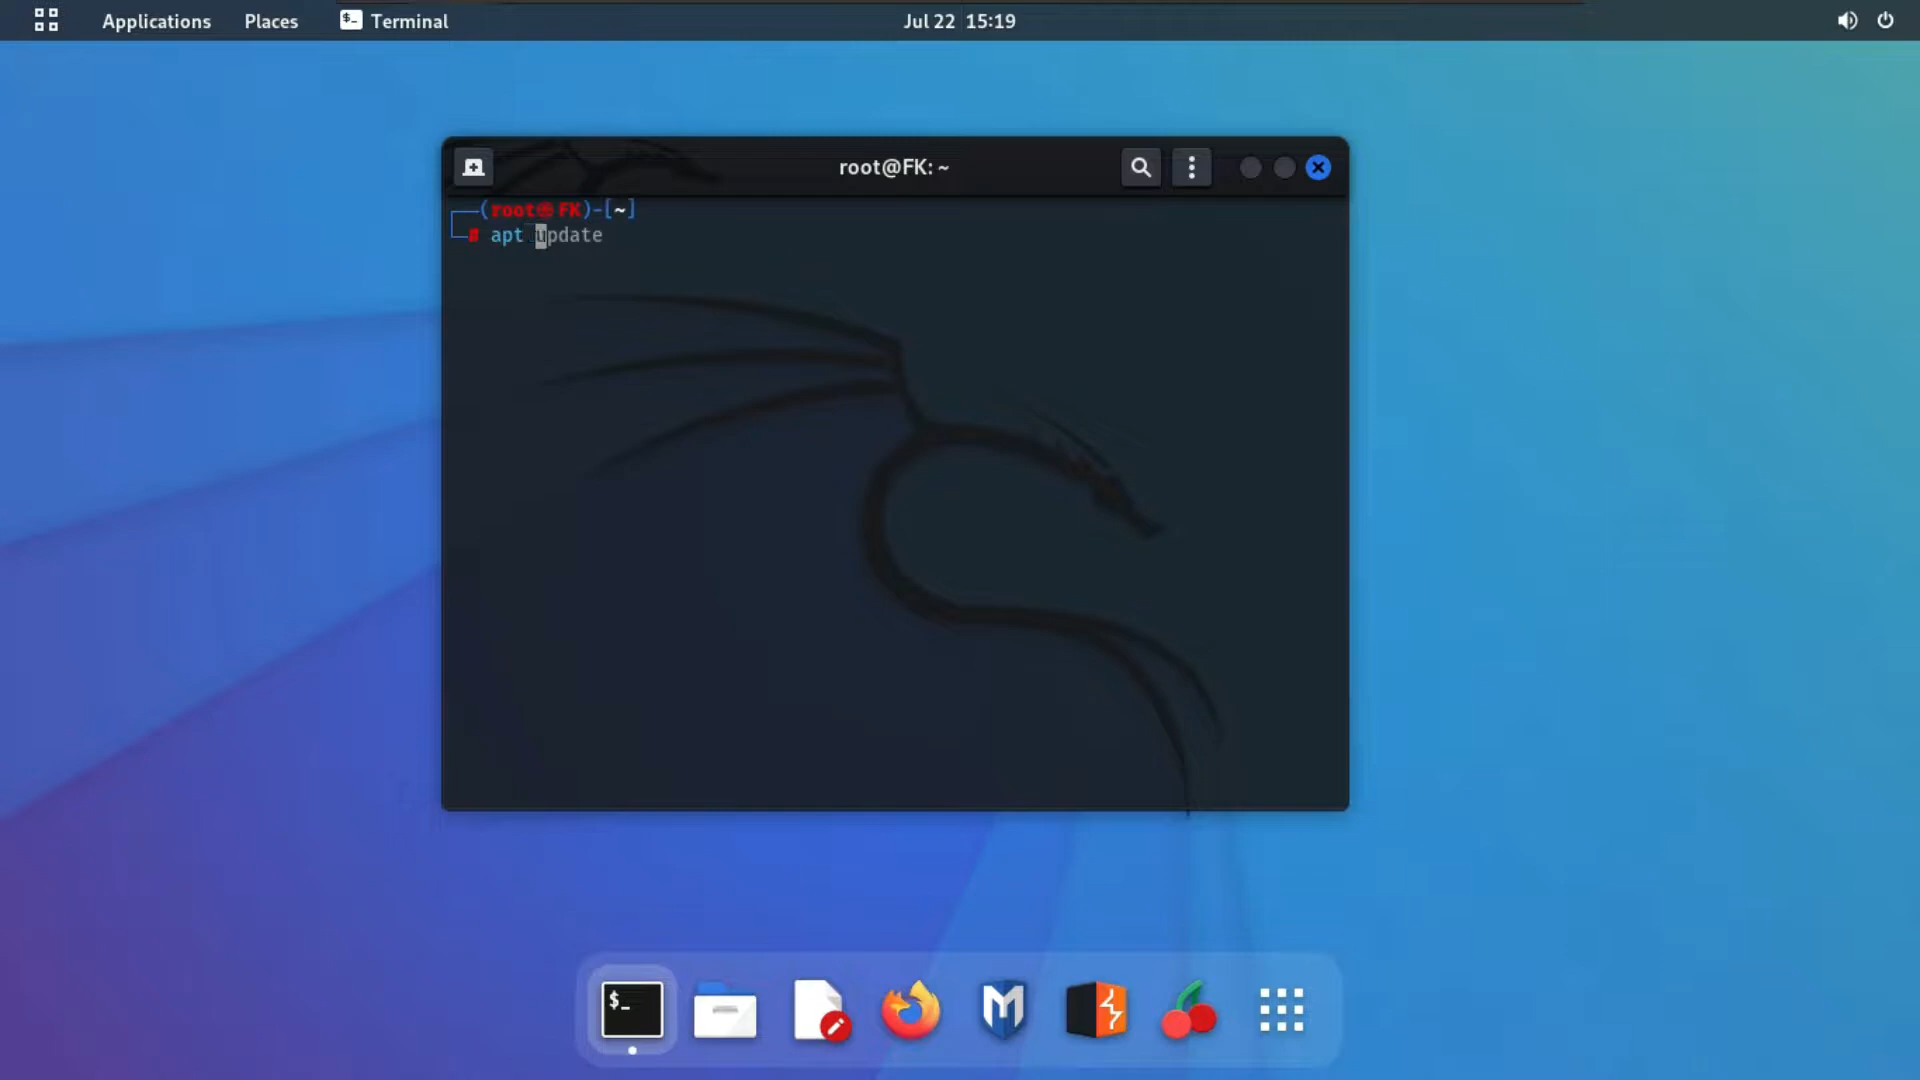 Applications Places Terminal Jul 22 15:19
root@FK: ~
┌──(root㉿FK)-[~]
└─# apt update
$_